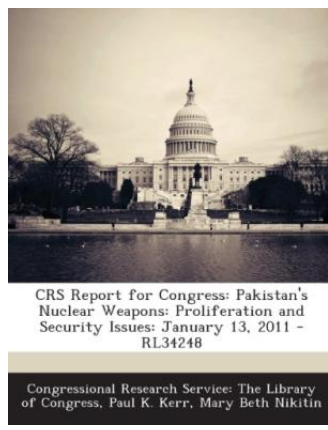 CRS Report for Congress: Pakistan's
Nuclear Weapons: Proliferation and
Security Issues: January 13, 2011 -
RL34248
Congressional Research Service: The Library
of Congress, Paul K. Kerr, Mary Beth Nikitin